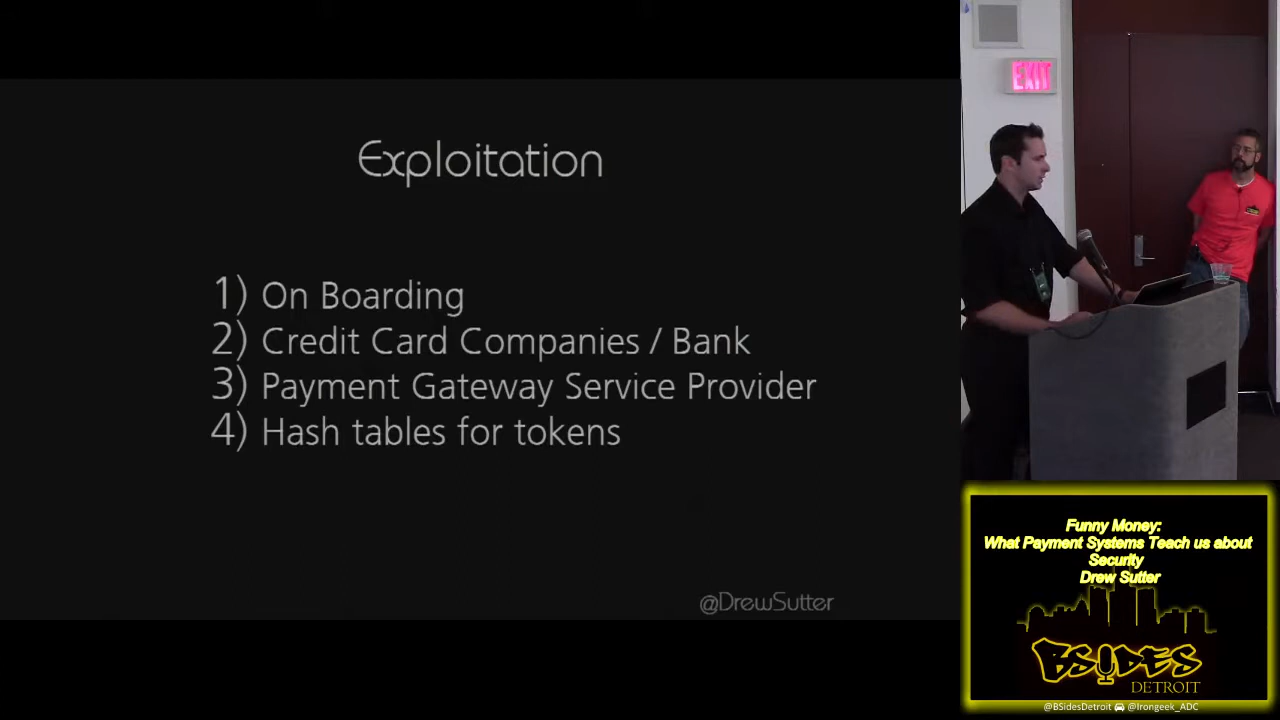 Exploitation
1) On Boarding
2) Credit Card Companies / Bank
3) Payment Gateway Service Provider
4) Hash tables for tokens
@DrewSutter
EXIT
Funny Money:
What Payment Systems Teach us about
Security
Drew Sutter
BSIDES
DETROIT
@BSidesDetroit @Irongeek_ADC